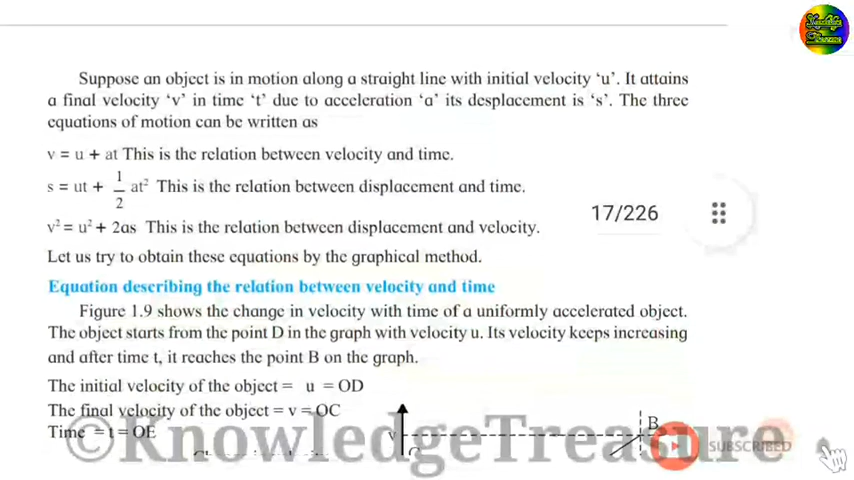 Suppose an object is in motion along a straight line with initial velocity ‘u’. It attains
a final velocity ‘v’ in time ‘t’ due to acceleration ‘a’ its desplacement is ‘s’. The three
equations of motion can be written as
v = u + at This is the relation between velocity and time.
s = ut + 1/2 at² This is the relation between displacement and time.
17/226
v² = u² + 2as This is the relation between displacement and velocity.
Let us try to obtain these equations by the graphical method.
Equation describing the relation between velocity and time
Figure 1.9 shows the change in velocity with time of a uniformly accelerated object.
The object starts from the point D in the graph with velocity u. Its velocity keeps increasing
and after time t, it reaches the point B on the graph.
The initial velocity of the object = u = OD
The final velocity of the object = v = OC
Time = t = OE
B
v
C
©KnowledgeTreasure
SUBSCRIBED